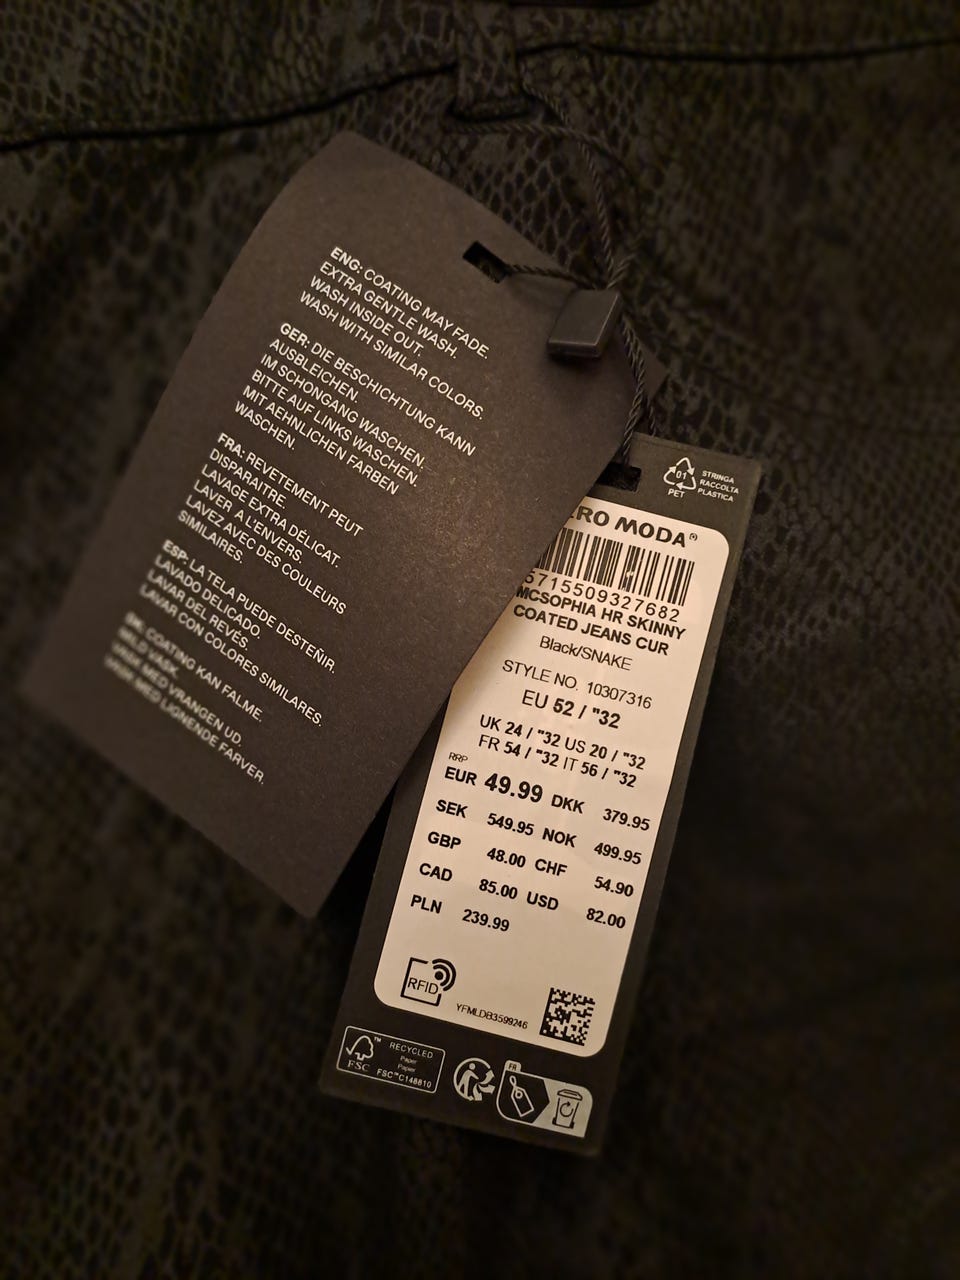 ENG: COATING MAY FADE.
EXTRA GENTLE WASH.
WASH INSIDE OUT.
WASH WITH SIMILAR COLORS.
GER: DIE BESCHICHTUNG KANN
AUSBLEICHEN.
IM SCHONGANG WASCHEN.
BITTE AUF LINKS WASCHEN.
MIT AEHNLICHEN FARBEN
WASCHEN.
FRA: REVETEMENT PEUT
DISPARAITRE.
LAVAGE EXTRA DÉLICAT.
LAVER A L'ENVERS.
LAVEZ AVEC DES COULEURS
SIMILAIRES.
ESP: LA TELA PUEDE DESTEÑIR.
LAVADO DELICADO.
LAVAR DEL REVÉS.
LAVAR CON COLORES SIMILARES.
DK: COATING KAN FALME.
MILD VASK.
VASK MED VRANGEN UD.
VASK MED LIGNENDE FARVER.
01
PET
STRINGA
RACCOLTA
PLASTICA
ERO MODA®
5715509327682
MCSOPHIA HR SKINNY
COATED JEANS CUR
Black/SNAKE
STYLE NO. 10307316
EU 52 / "32
UK 24 / "32 US 20 / "32
FR 54 / "32 IT 56 / "32
RRP
EUR 49.99 DKK 379.95
SEK 549.95 NOK 499.95
GBP 48.00 CHF 54.90
CAD 85.00 USD 82.00
PLN 239.99
RFID
YFMLDB3599246
FSC™
RECYCLED
Paper
Papier
FSC™C148810
FR